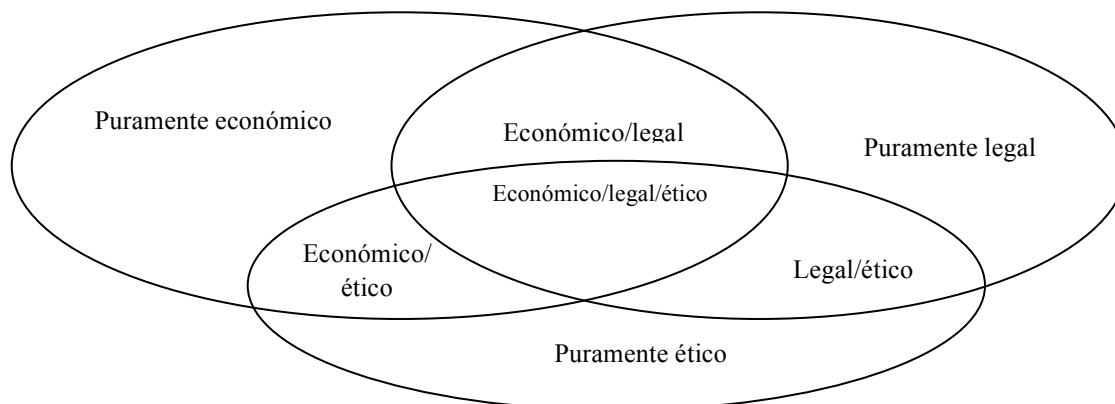 Puramente económico
Económico/legal
Puramente legal
Económico/legal/ético
Económico/
ético
Legal/ético
Puramente ético